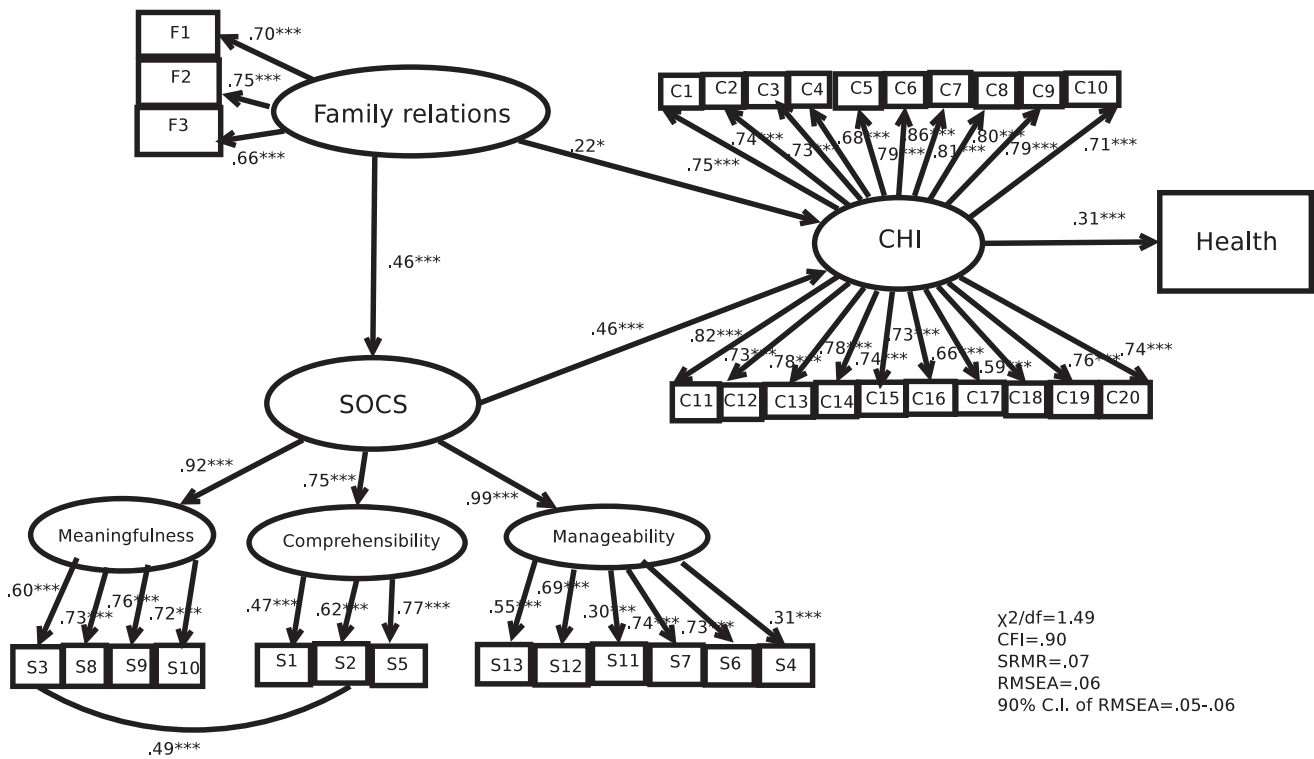 F1
.70***
F2
.75***
F3
.66***
Family relations
.22*
C1 C2 C3 C4 C5 C6 C7 C8 C9 C10
.75***
.74***
.73***
.68***
.79***
.86***
.81***
.80***
.79***
.71***
CHI
.31***
Health
.46***
.46***
.82***
.73***
.78***
.78***
.74***
.73***
.66***
.59***
.76***
.74***
C11 C12 C13 C14 C15 C16 C17 C18 C19 C20
SOCS
.92***
.75***
.99***
Meaningfulness
Comprehensibility
Manageability
.60***
.73***
.76***
.72***
.47***
.62***
.77***
.55***
.69***
.30***
.74***
.73***
.31***
S3 S8 S9 S10
S1 S2 S5
S13 S12 S11 S7 S6 S4
.49***
χ2/df=1.49
CFI=.90
SRMR=.07
RMSEA=.06
90% C.I. of RMSEA=.05-.06